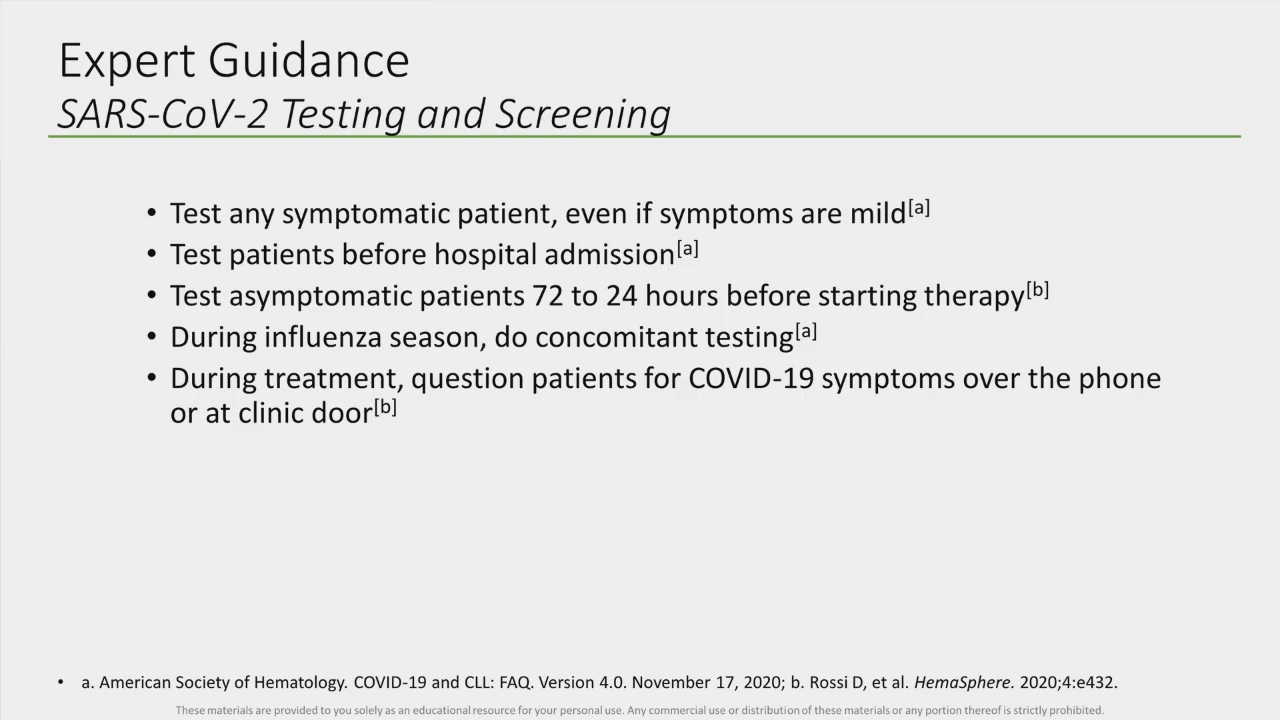 Expert Guidance
SARS-CoV-2 Testing and Screening
• Test any symptomatic patient, even if symptoms are mild[a]
• Test patients before hospital admission[a]
• Test asymptomatic patients 72 to 24 hours before starting therapy[b]
• During influenza season, do concomitant testing[a]
• During treatment, question patients for COVID-19 symptoms over the phone
or at clinic door[b]
• a. American Society of Hematology. COVID-19 and CLL: FAQ. Version 4.0. November 17, 2020; b. Rossi D, et al. HemaSphere. 2020;4:e432.
These materials are provided to you solely as an educational resource for your personal use. Any commercial use or distribution of these materials or any portion thereof is strictly prohibited.